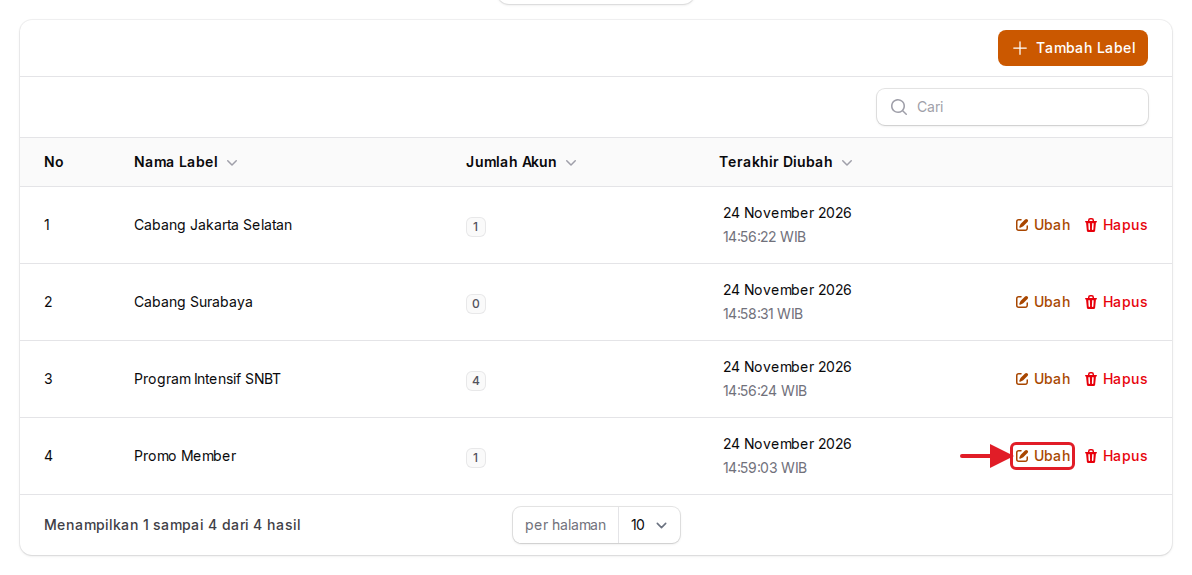 Tambah Label
Cari
No Nama Label Jumlah Akun Terakhir Diubah
1 Cabang Jakarta Selatan 1 24 November 2026 14:56:22 WIB Ubah Hapus
2 Cabang Surabaya 0 24 November 2026 14:58:31 WIB Ubah Hapus
3 Program Intensif SNBT 4 24 November 2026 14:56:24 WIB Ubah Hapus
4 Promo Member 1 24 November 2026 14:59:03 WIB Ubah Hapus
Menampilkan 1 sampai 4 dari 4 hasil per halaman 10